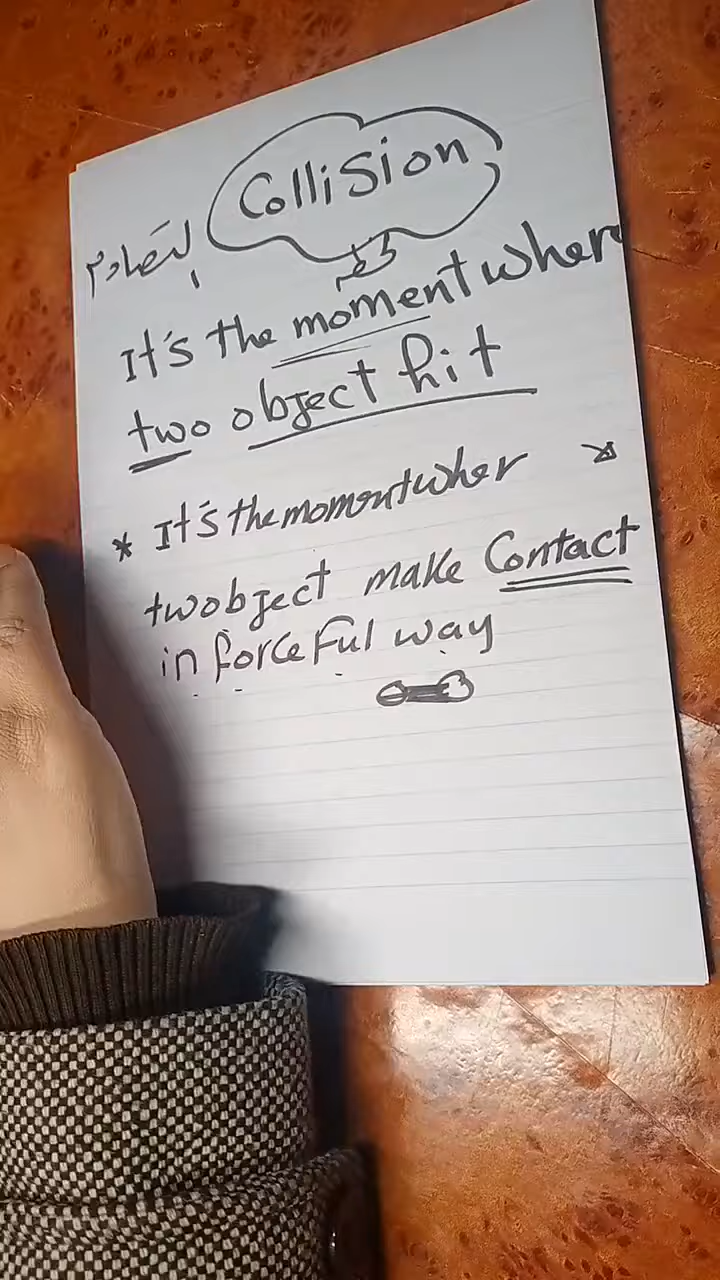 Collision
التصادم
It's the moment where
two object hit
* It's the moment wher
two object make Contact
in forceful way